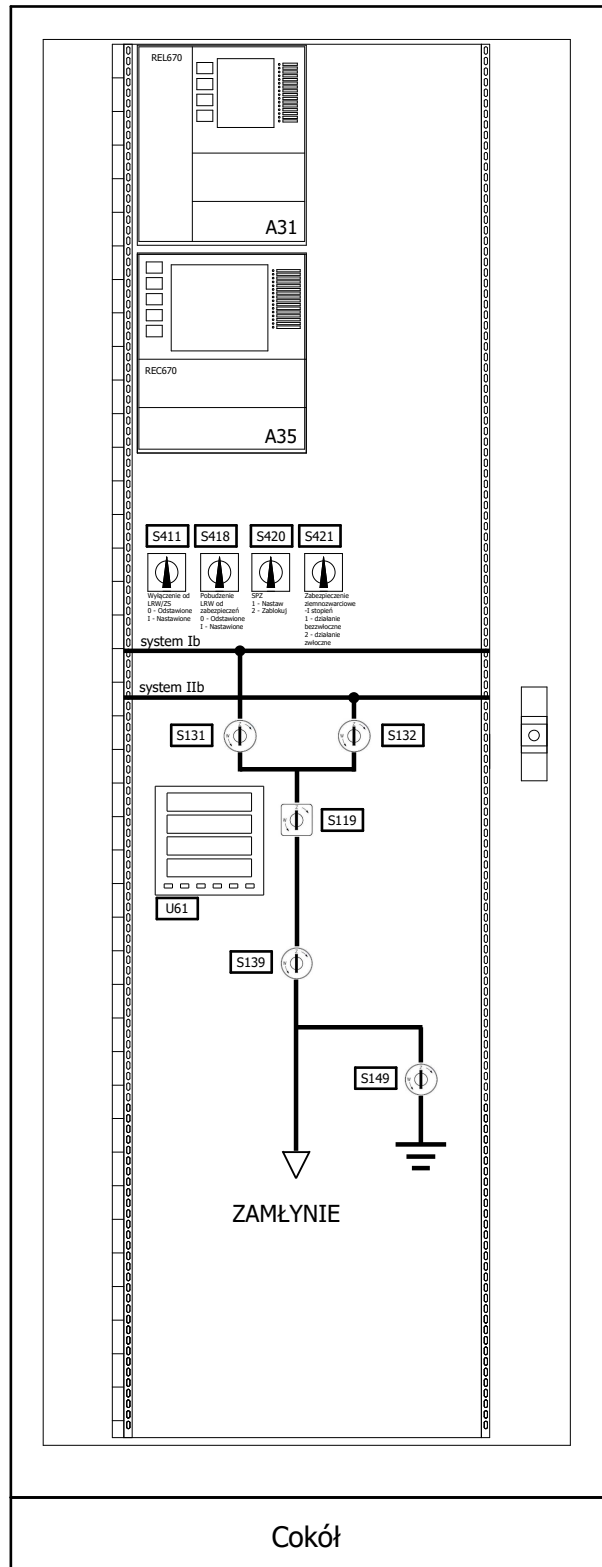 REL670
A31
REC670
A35
S411
S418
S420
S421
Wyłączenie od
LRW/ZS
0 - Odstawione
I - Nastawione
Pobudzenie
LRW od
zabezpieczeń
0 - Odstawione
I - Nastawione
SPZ
1 - Nastaw
2 - Zablokuj
Zabezpieczenie
ziemnozwarciowe
-I stopień
1 - działanie
bezzwłoczne
2 - działanie
zwłoczne
system Ib
system IIb
S131
S132
S119
U61
S139
S149
ZAMŁYNIE
Cokół